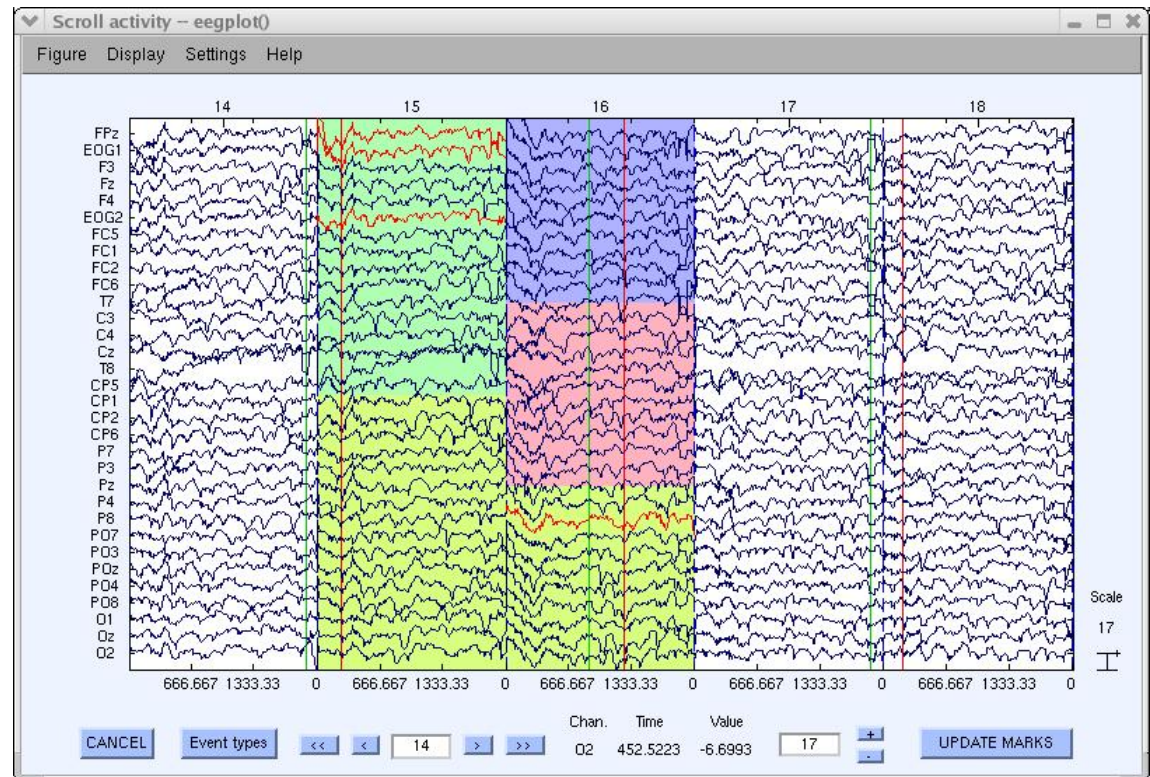 Scroll activity -- eegplot()
Figure Display Settings Help
14 15 16 17 18
FPz
EOG1
F3
Fz
F4
EOG2
FC5
FC1
FC2
FC6
T7
C3
C4
Cz
T8
CP5
CP1
CP2
CP6
P7
P3
Pz
P4
P8
PO7
PO3
POz
PO4
PO8
O1
Oz
O2
Scale
17
+
666.667 1333.33 0 666.667 1333.33 0 666.667 1333.33 0 666.667 1333.33 0 666.667 1333.33 0
Chan. Time Value
CANCEL Event types << < 14 > >> O2 452.5223 -6.6993 17 + - UPDATE MARKS